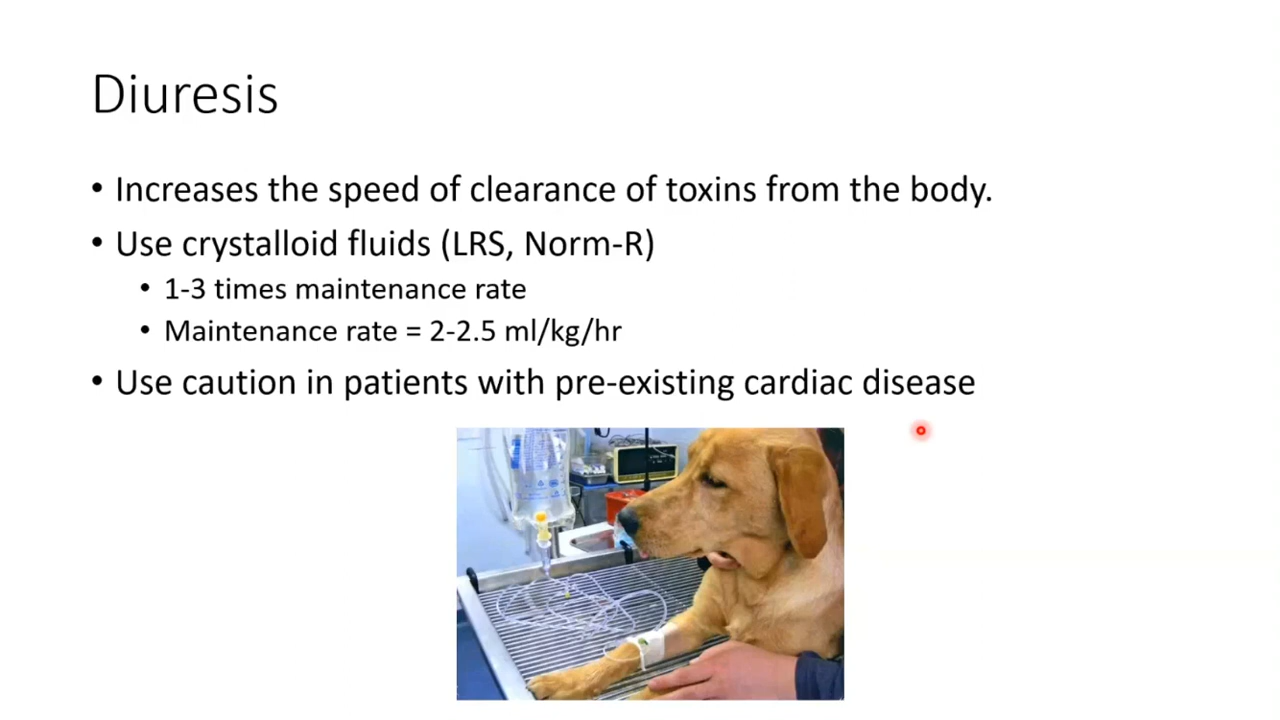 Diuresis
• Increases the speed of clearance of toxins from the body.
• Use crystalloid fluids (LRS, Norm-R)
• 1-3 times maintenance rate
• Maintenance rate = 2-2.5 ml/kg/hr
• Use caution in patients with pre-existing cardiac disease